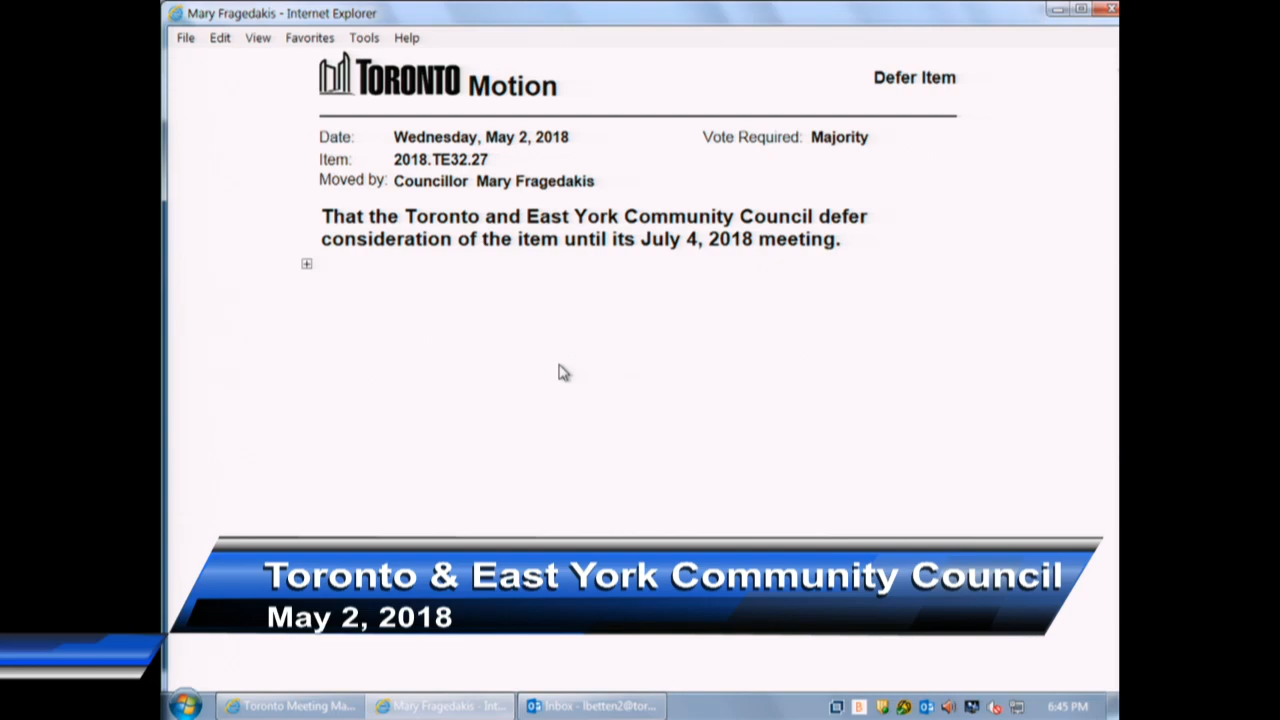 Mary Fragedakis - Internet Explorer
File Edit View Favorites Tools Help
TORONTO Motion
Defer Item
Date: Wednesday, May 2, 2018
Vote Required: Majority
Item: 2018.TE32.27
Moved by: Councillor Mary Fragedakis
That the Toronto and East York Community Council defer
consideration of the item until its July 4, 2018 meeting.
Toronto & East York Community Council
May 2, 2018
Toronto Meeting Ma... Mary Fragedakis - Int... Inbox - lbetten2@tor... 6:45 PM